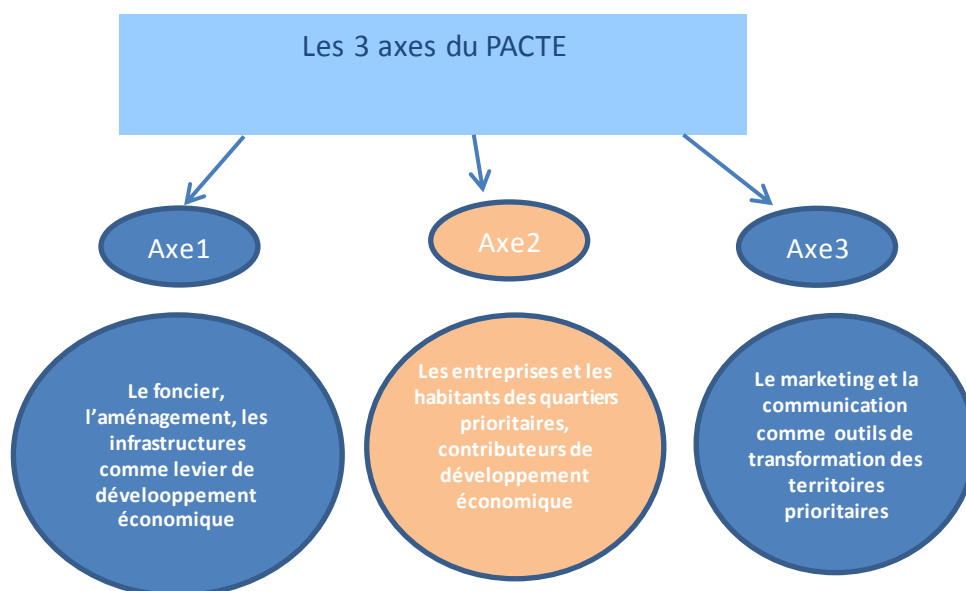 Les 3 axes du PACTE
Axe1
Axe2
Axe3
Le foncier,
l’aménagement, les
infrastructures
comme levier de
dévelooppement
économique
Les entreprises et les
habitants des quartiers
prioritaires,
contributeurs de
développement
économique
Le marketing et la
communication
comme outils de
transformation des
territoires
prioritaires